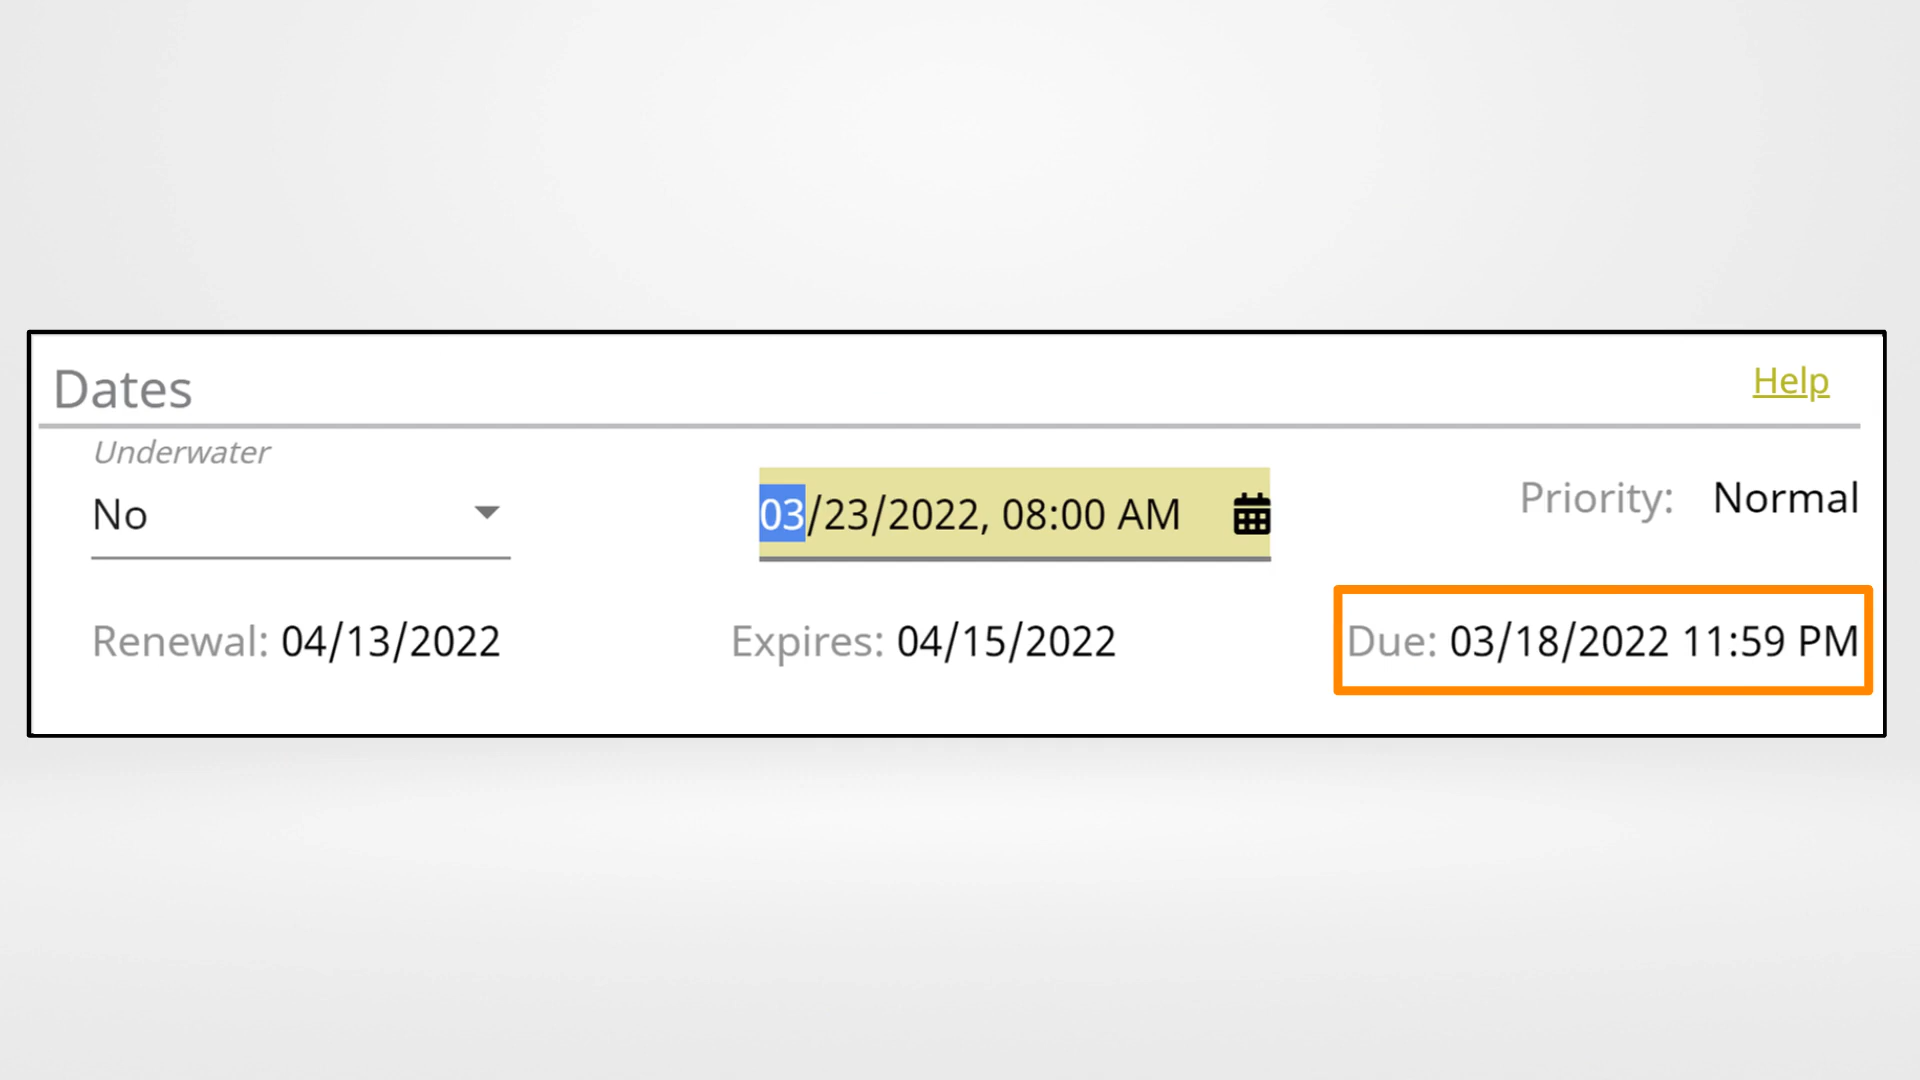 Dates
Help
Underwater
No
03/23/2022, 08:00 AM
Priority: Normal
Renewal: 04/13/2022
Expires: 04/15/2022
Due: 03/18/2022 11:59 PM